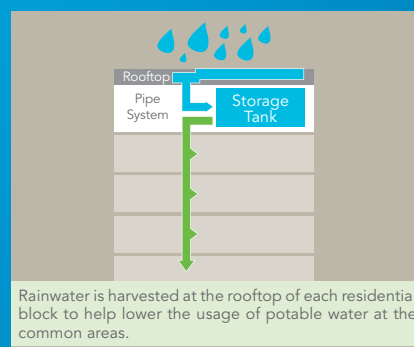 Rooftop
Pipe
System
Storage
Tank
Rainwater is harvested at the rooftop of each residentia
block to help lower the usage of potable water at the
common areas.